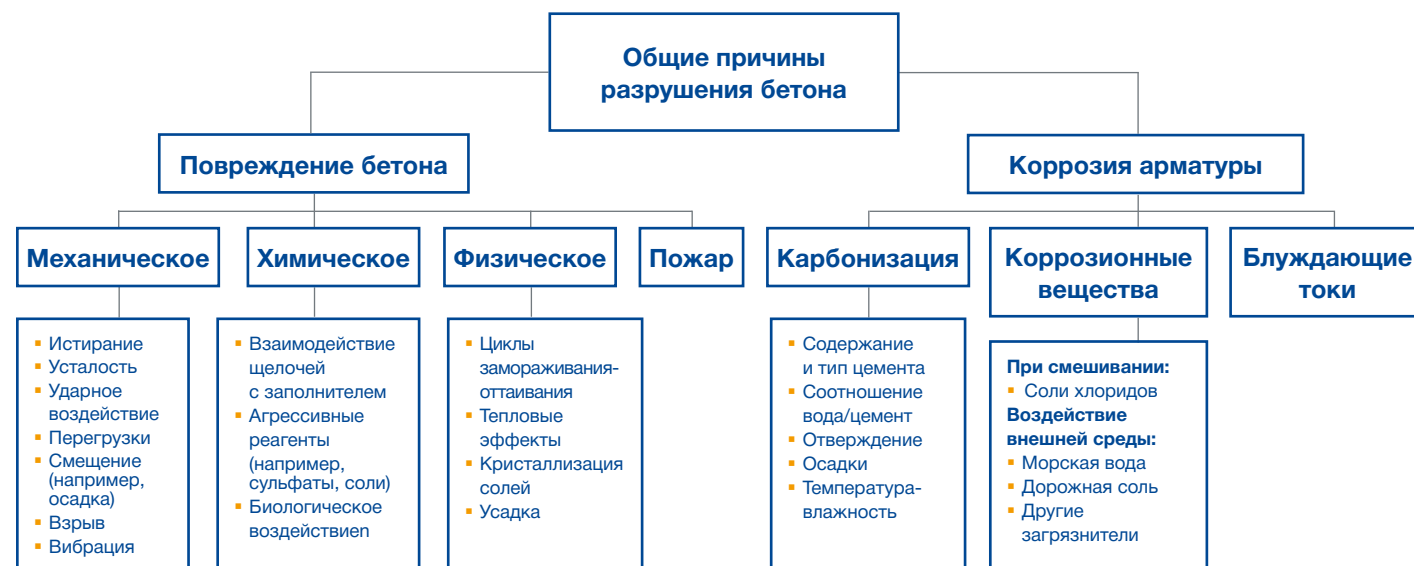 Общие причины
разрушения бетона
Повреждение бетона
Коррозия арматуры
Механическое
Химическое
Физическое
Пожар
Карбонизация
Коррозионные
вещества
Блуждающие
токи
▪ Истирание
▪ Усталость
▪ Ударное
воздействие
▪ Перегрузки
▪ Смещение
(например,
осадка)
▪ Взрыв
▪ Вибрация
▪ Взаимодействие
щелочей
с заполнителем
▪ Агрессивные
реагенты
(например,
сульфаты, соли)
▪ Биологическое
воздействиеn
▪ Циклы
замораживания-
оттаивания
▪ Тепловые
эффекты
▪ Кристаллизация
солей
▪ Усадка
▪ Содержание
и тип цемента
▪ Соотношение
вода/цемент
▪ Отверждение
▪ Осадки
▪ Температура-
влажность
При смешивании:
▪ Соли хлоридов
Воздействие
внешней среды:
▪ Морская вода
▪ Дорожная соль
▪ Другие
загрязнители